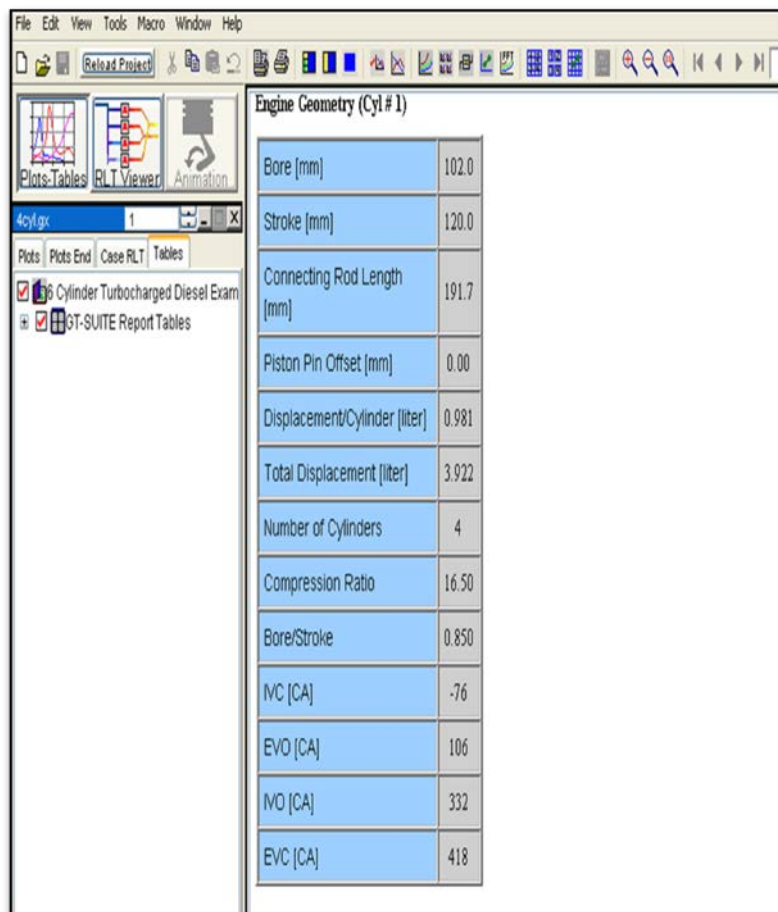 File Edit View Tools Macro Window Help
Reload Project
Plots-Tables RLT Viewer Animation
4cyl.gx 1
Plots Plots End Case RLT Tables
6 Cylinder Turbocharged Diesel Exam
GT-SUITE Report Tables
Engine Geometry (Cyl # 1)
Bore [mm] 102.0
Stroke [mm] 120.0
Connecting Rod Length
[mm] 191.7
Piston Pin Offset [mm] 0.00
Displacement/Cylinder [liter] 0.981
Total Displacement [liter] 3.922
Number of Cylinders 4
Compression Ratio 16.50
Bore/Stroke 0.850
IVC [CA] -76
EVO [CA] 106
IVO [CA] 332
EVC [CA] 418